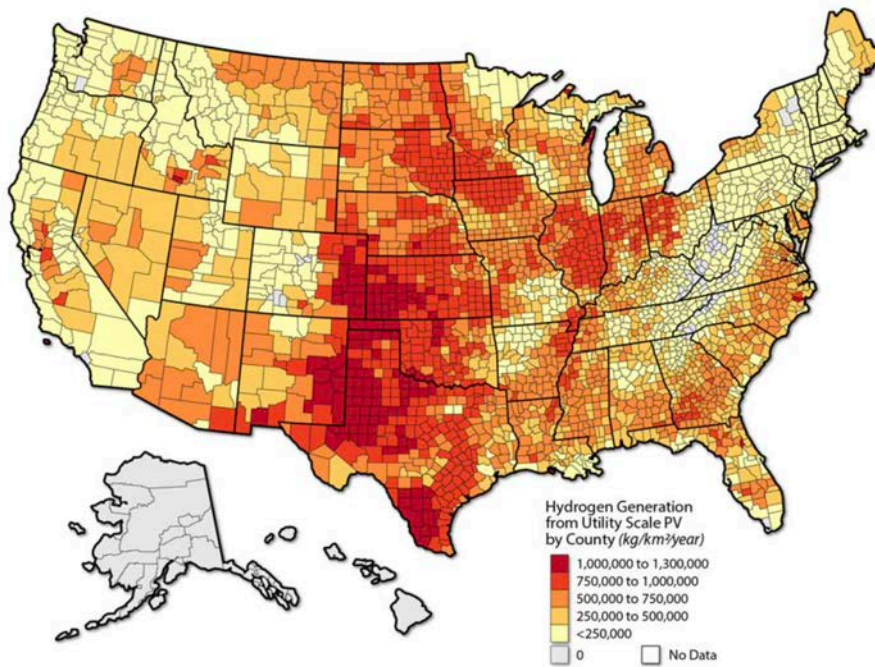 Hydrogen Generation
from Utility Scale PV
by County (kg/km²/year)
1,000,000 to 1,300,000
750,000 to 1,000,000
500,000 to 750,000
250,000 to 500,000
<250,000
0 No Data